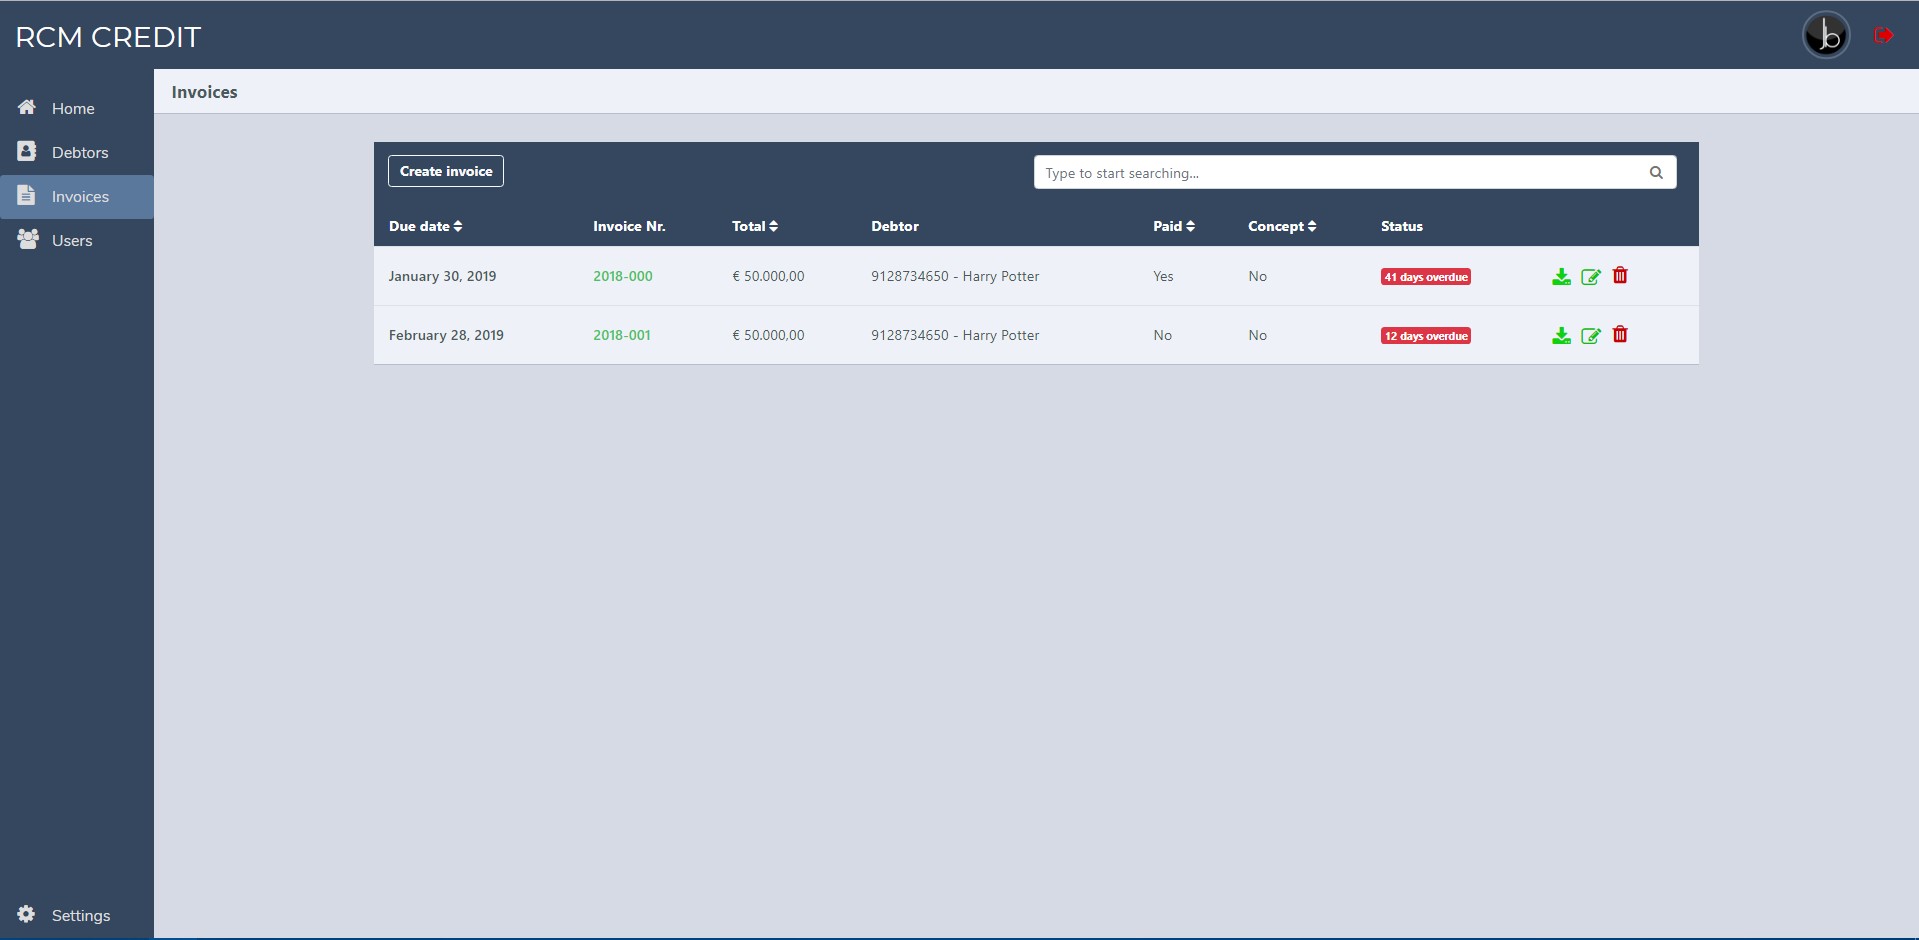 RCM CREDIT
Home
Debtors
Invoices
Users
Settings
Invoices
Create invoice
Type to start searching...
Due date Invoice Nr. Total Debtor Paid Concept Status
January 30, 2019 2018-000 € 50.000,00 9128734650 - Harry Potter Yes No 41 days overdue
February 28, 2019 2018-001 € 50.000,00 9128734650 - Harry Potter No No 12 days overdue
jb